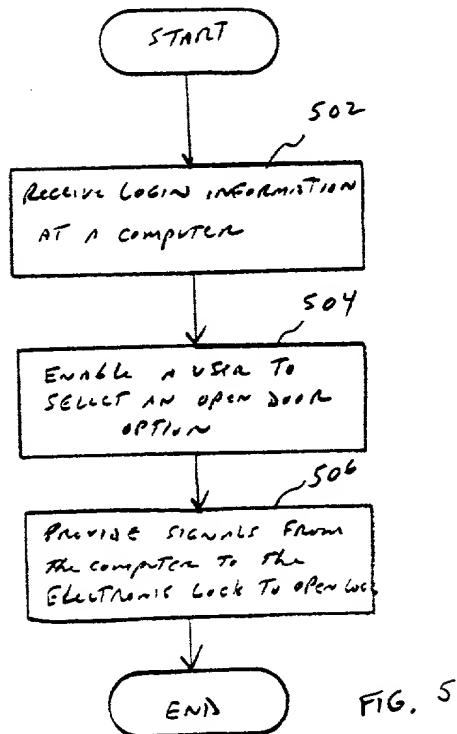 START
502
RECEIVE LOGIN INFORMATION
AT A COMPUTER
504
ENABLE A USER TO
SELECT AN OPEN DOOR
OPTION
506
PROVIDE SIGNALS FROM
the COMPUTER TO the
ELECTRONIC LOCK TO OPEN LOCK
END
FIG. 5